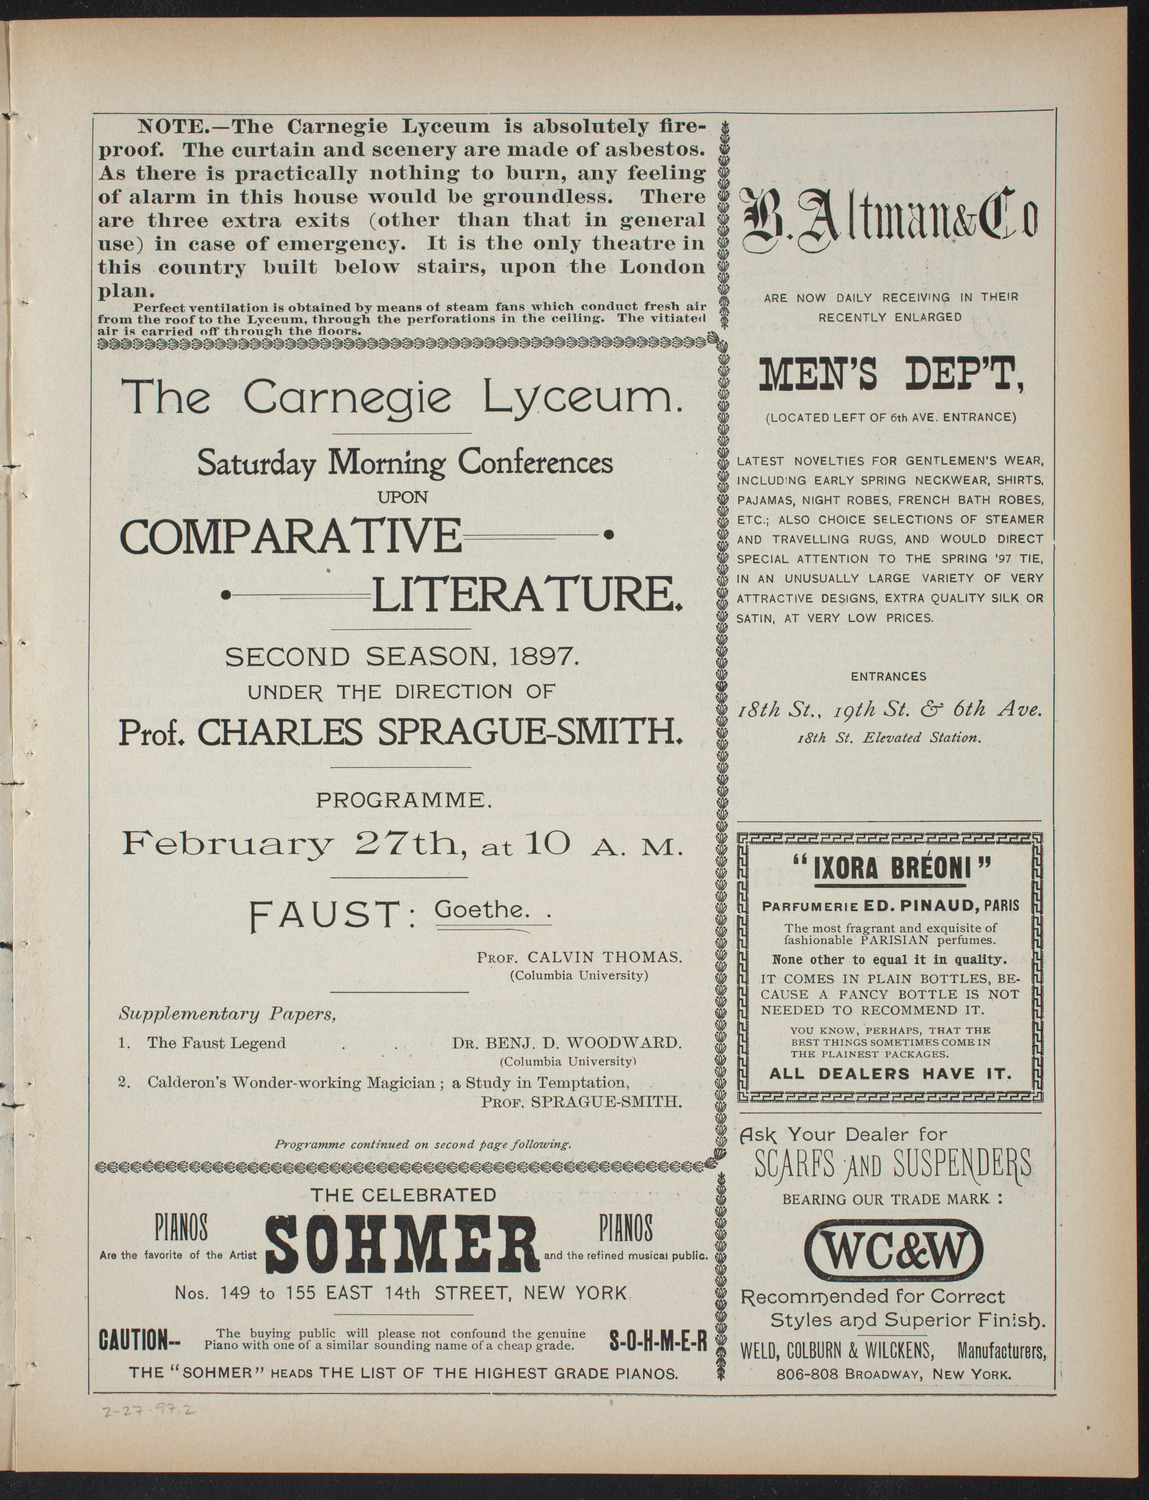 NOTE.—The Carnegie Lyceum is absolutely fire-
proof. The curtain and scenery are made of asbestos.
As there is practically nothing to burn, any feeling
of alarm in this house would be groundless. There
are three extra exits (other than that in general
use) in case of emergency. It is the only theatre in
this country built below stairs, upon the London
plan.
Perfect ventilation is obtained by means of steam fans which conduct fresh air
from the roof to the Lyceum, through the perforations in the ceiling. The vitiated
air is carried off through the floors.
The Carnegie Lyceum.
Saturday Morning Conferences
UPON
COMPARATIVE
LITERATURE.
SECOND SEASON, 1897.
UNDER THE DIRECTION OF
Prof. CHARLES SPRAGUE-SMITH.
PROGRAMME.
February 27th, at 10 A. M.
FAUST: Goethe. .
PROF. CALVIN THOMAS.
(Columbia University)
Supplementary Papers,
1. The Faust Legend . . DR. BENJ. D. WOODWARD.
(Columbia University)
2. Calderon's Wonder-working Magician; a Study in Temptation,
PROF. SPRAGUE-SMITH.
Programme continued on second page following.
THE CELEBRATED
PIANOS SOHMER PIANOS
Are the favorite of the Artist and the refined musical public.
Nos. 149 to 155 EAST 14th STREET, NEW YORK
CAUTION-- The buying public will please not confound the genuine S-O-H-M-E-R
Piano with one of a similar sounding name of a cheap grade.
THE "SOHMER" HEADS THE LIST OF THE HIGHEST GRADE PIANOS.
B. Altman & Co
ARE NOW DAILY RECEIVING IN THEIR
RECENTLY ENLARGED
MEN'S DEP'T,
(LOCATED LEFT OF 6th AVE. ENTRANCE)
LATEST NOVELTIES FOR GENTLEMEN'S WEAR,
INCLUDING EARLY SPRING NECKWEAR, SHIRTS,
PAJAMAS, NIGHT ROBES, FRENCH BATH ROBES,
ETC.; ALSO CHOICE SELECTIONS OF STEAMER
AND TRAVELLING RUGS, AND WOULD DIRECT
SPECIAL ATTENTION TO THE SPRING '97 TIE,
IN AN UNUSUALLY LARGE VARIETY OF VERY
ATTRACTIVE DESIGNS, EXTRA QUALITY SILK OR
SATIN, AT VERY LOW PRICES.
ENTRANCES
18th St., 19th St. & 6th Ave.
18th St. Elevated Station.
"IXORA BRÉONI"
PARFUMERIE ED. PINAUD, PARIS
The most fragrant and exquisite of
fashionable PARISIAN perfumes.
None other to equal it in quality.
IT COMES IN PLAIN BOTTLES, BE-
CAUSE A FANCY BOTTLE IS NOT
NEEDED TO RECOMMEND IT.
YOU KNOW, PERHAPS, THAT THE
BEST THINGS SOMETIMES COME IN
THE PLAINEST PACKAGES.
ALL DEALERS HAVE IT.
Ask Your Dealer for
SCARFS AND SUSPENDERS
BEARING OUR TRADE MARK :
WC&W
Recommended for Correct
Styles and Superior Finish.
WELD, COLBURN & WILCKENS, Manufacturers,
806-808 BROADWAY, NEW YORK.
2-27-97.2